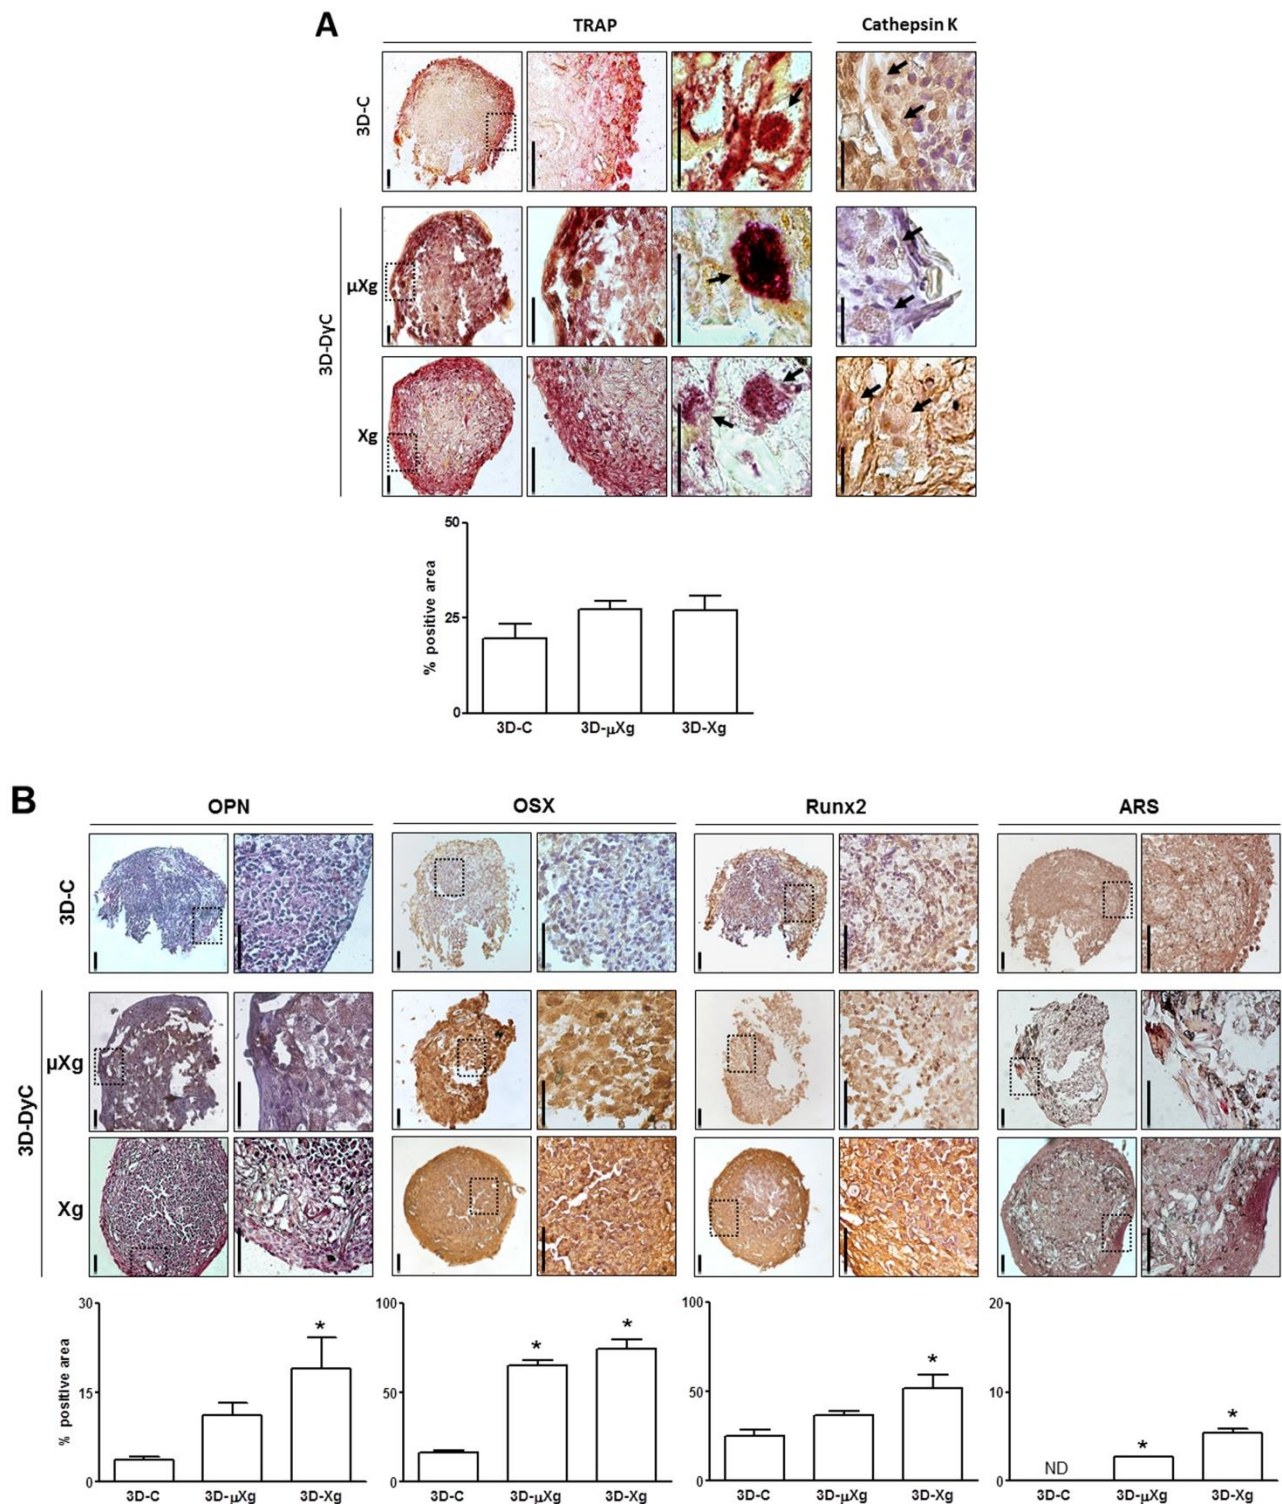 A
TRAP
Cathepsin K
3D-C
3D-DyC
µXg
Xg
% positive area
50
25
0
3D-C
3D-µXg
3D-Xg
B
OPN
OSX
Runx2
ARS
3D-C
3D-DyC
µXg
Xg
% positive area
30
15
0
3D-C
3D-µXg
3D-Xg
*
100
50
0
3D-C
3D-µXg
3D-Xg
*
*
100
50
0
3D-C
3D-µXg
3D-Xg
*
20
10
0
ND
*
*
3D-C
3D-µXg
3D-Xg